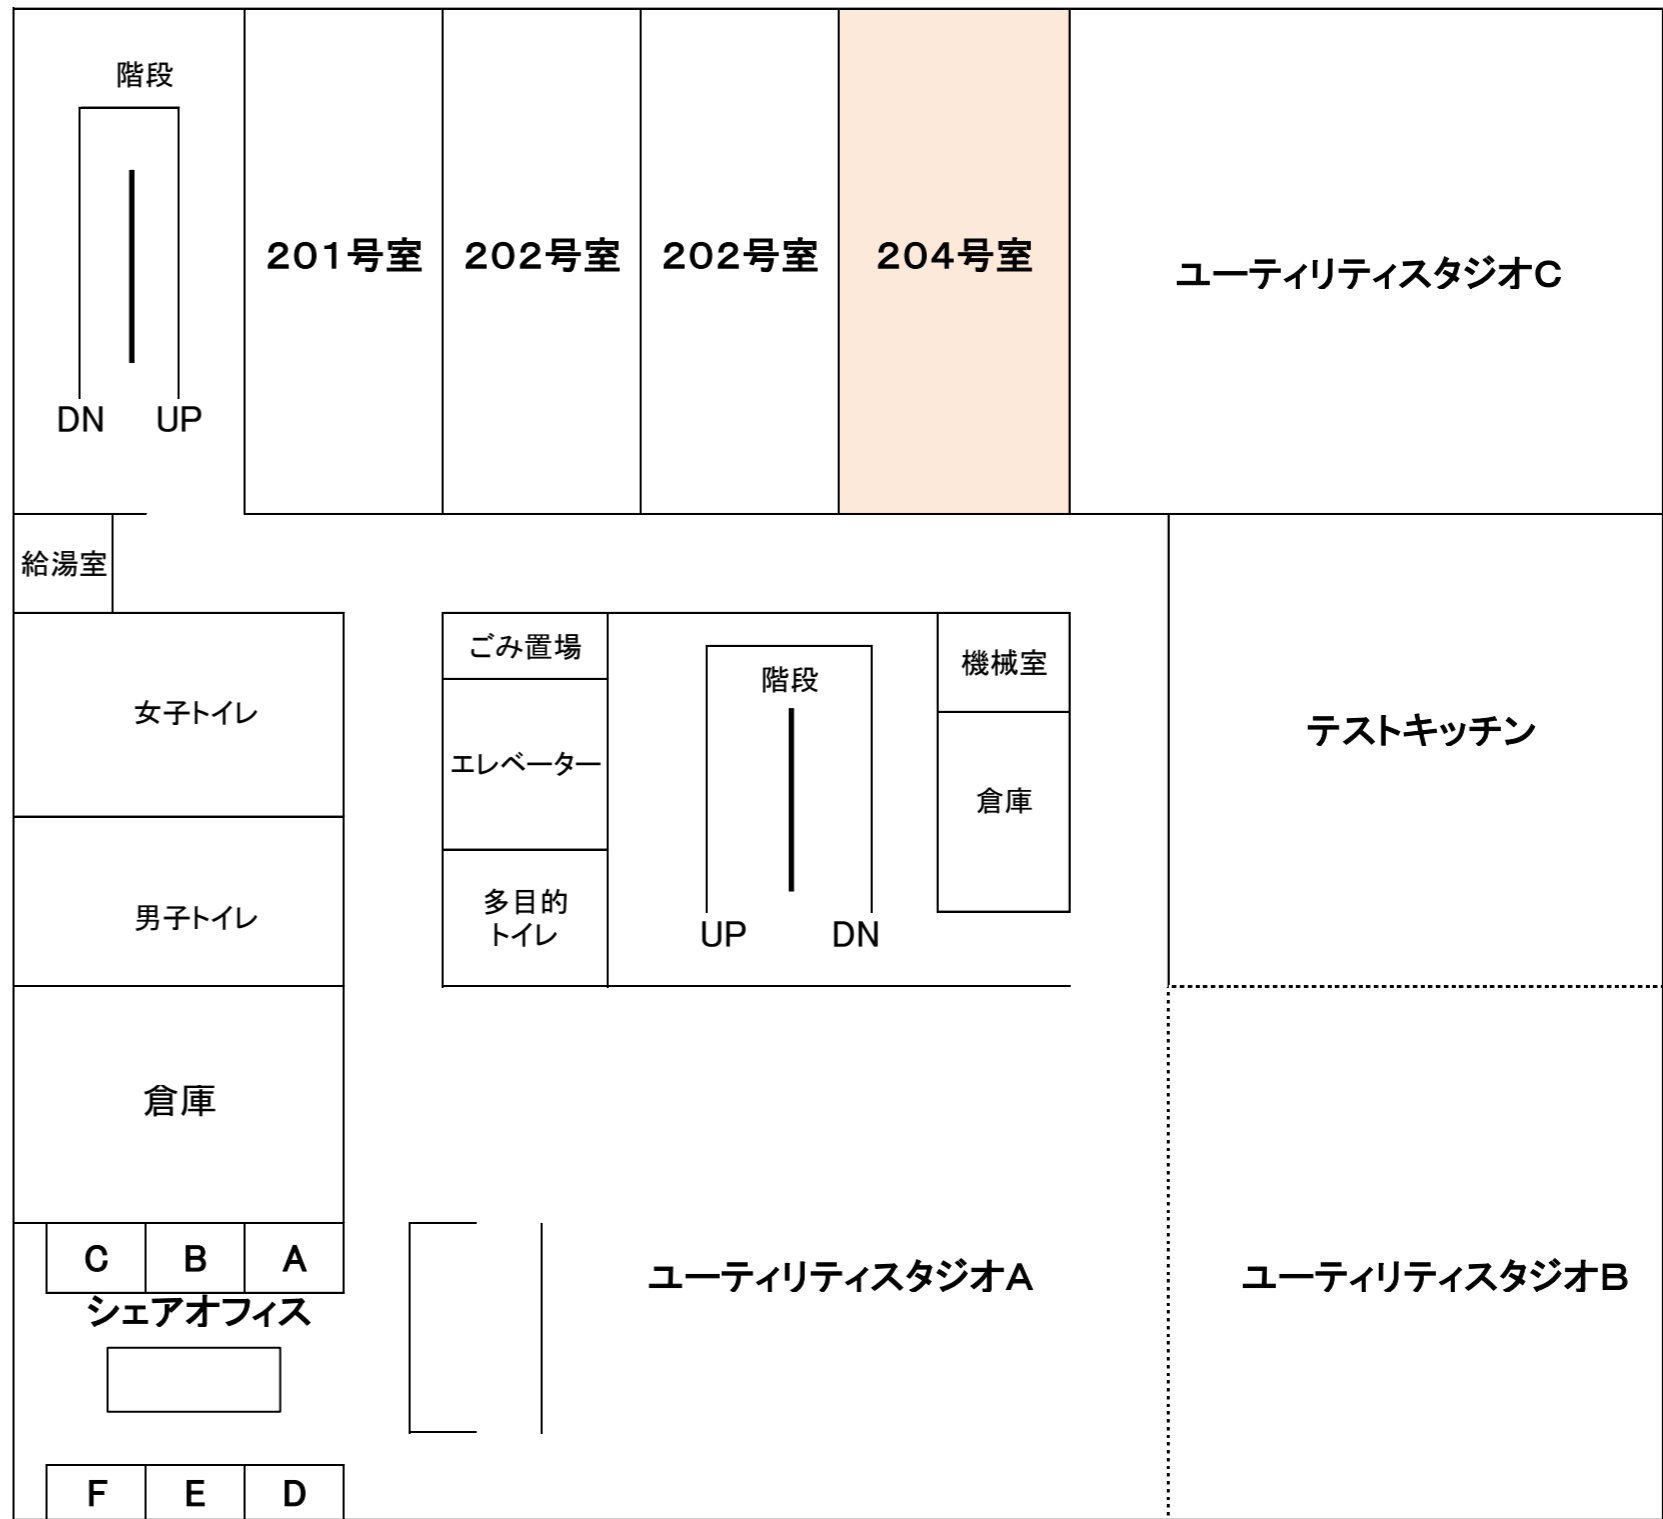 階段
DN UP
201号室
202号室
202号室
204号室
ユーティリティスタジオC
給湯室
女子トイレ
男子トイレ
倉庫
ごみ置場
エレベーター
多目的
トイレ
階段
UP DN
機械室
倉庫
テストキッチン
C B A
シェアオフィス
F E D
ユーティリティスタジオA
ユーティリティスタジオB